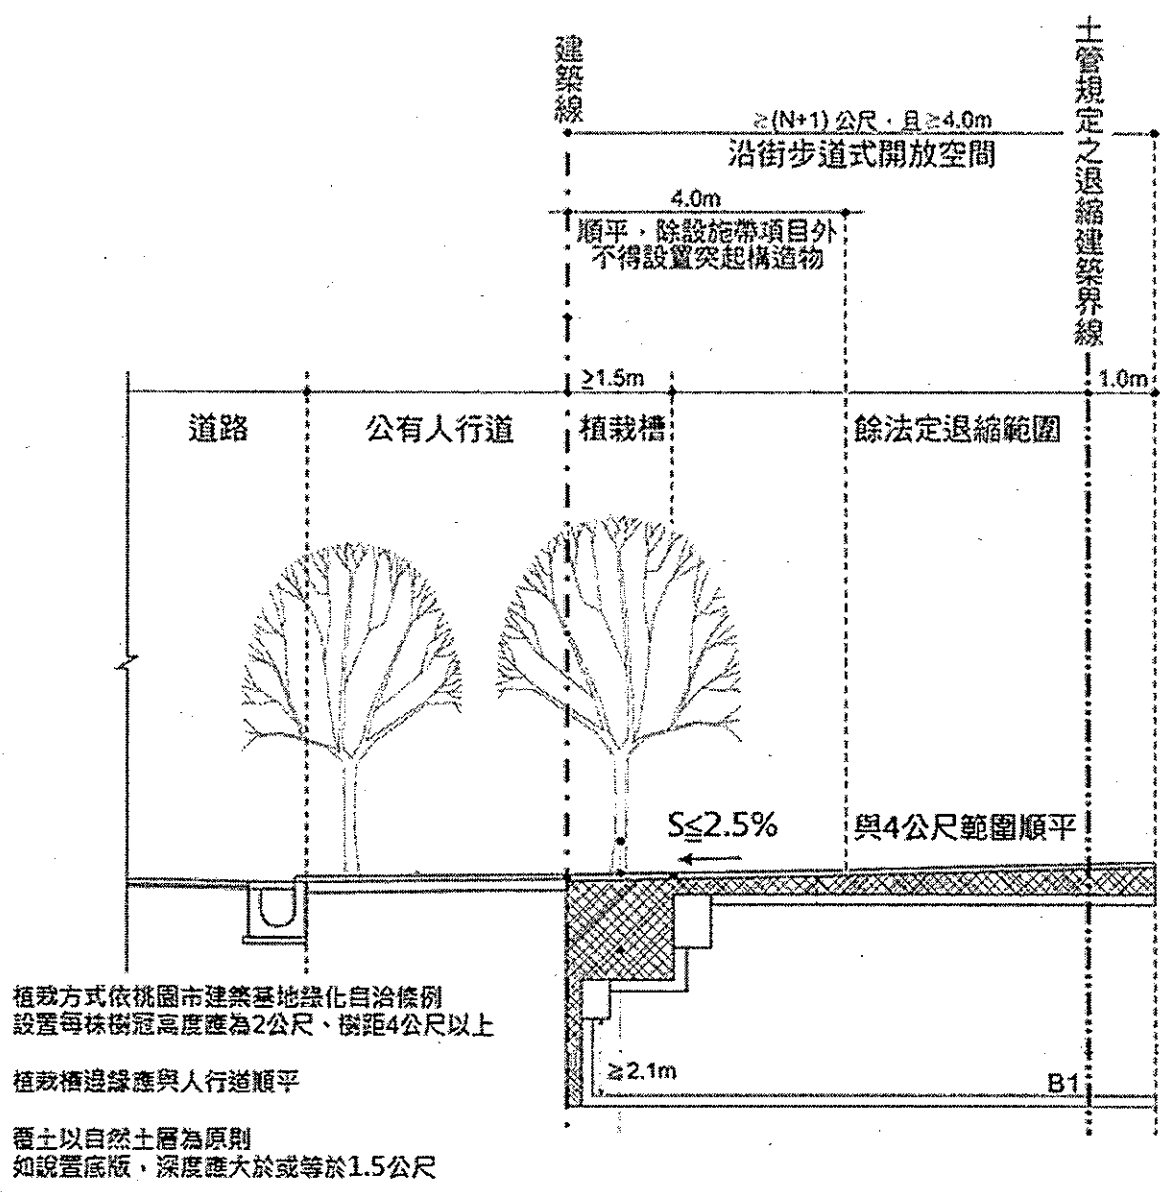 建築線
土管規定之退縮建築界線
≧(N+1) 公尺，且≧4.0m
沿街步道式開放空間
4.0m
順平，除設施帶項目外
不得設置突起構造物
≥1.5m
1.0m
道路
公有人行道
植栽槽
餘法定退縮範圍
S≦2.5%
與4公尺範圍順平
植栽方式依桃園市建築基地綠化自治條例
設置每株樹冠高度應為2公尺、樹距4公尺以上
≧2.1m
B1
植栽槽邊緣應與人行道順平
覆土以自然土層為原則
如設置底版，深度應大於或等於1.5公尺